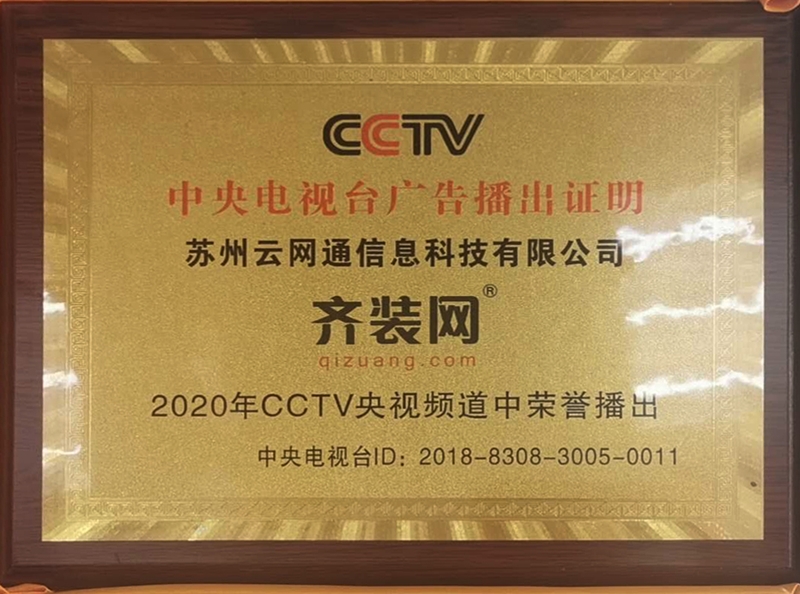 CCTV
中央电视台广告播出证明
苏州云网通信息科技有限公司
齐装网®
qizuang.com
2020年CCTV央视频道中荣誉播出
中央电视台ID：2018-8308-3005-0011